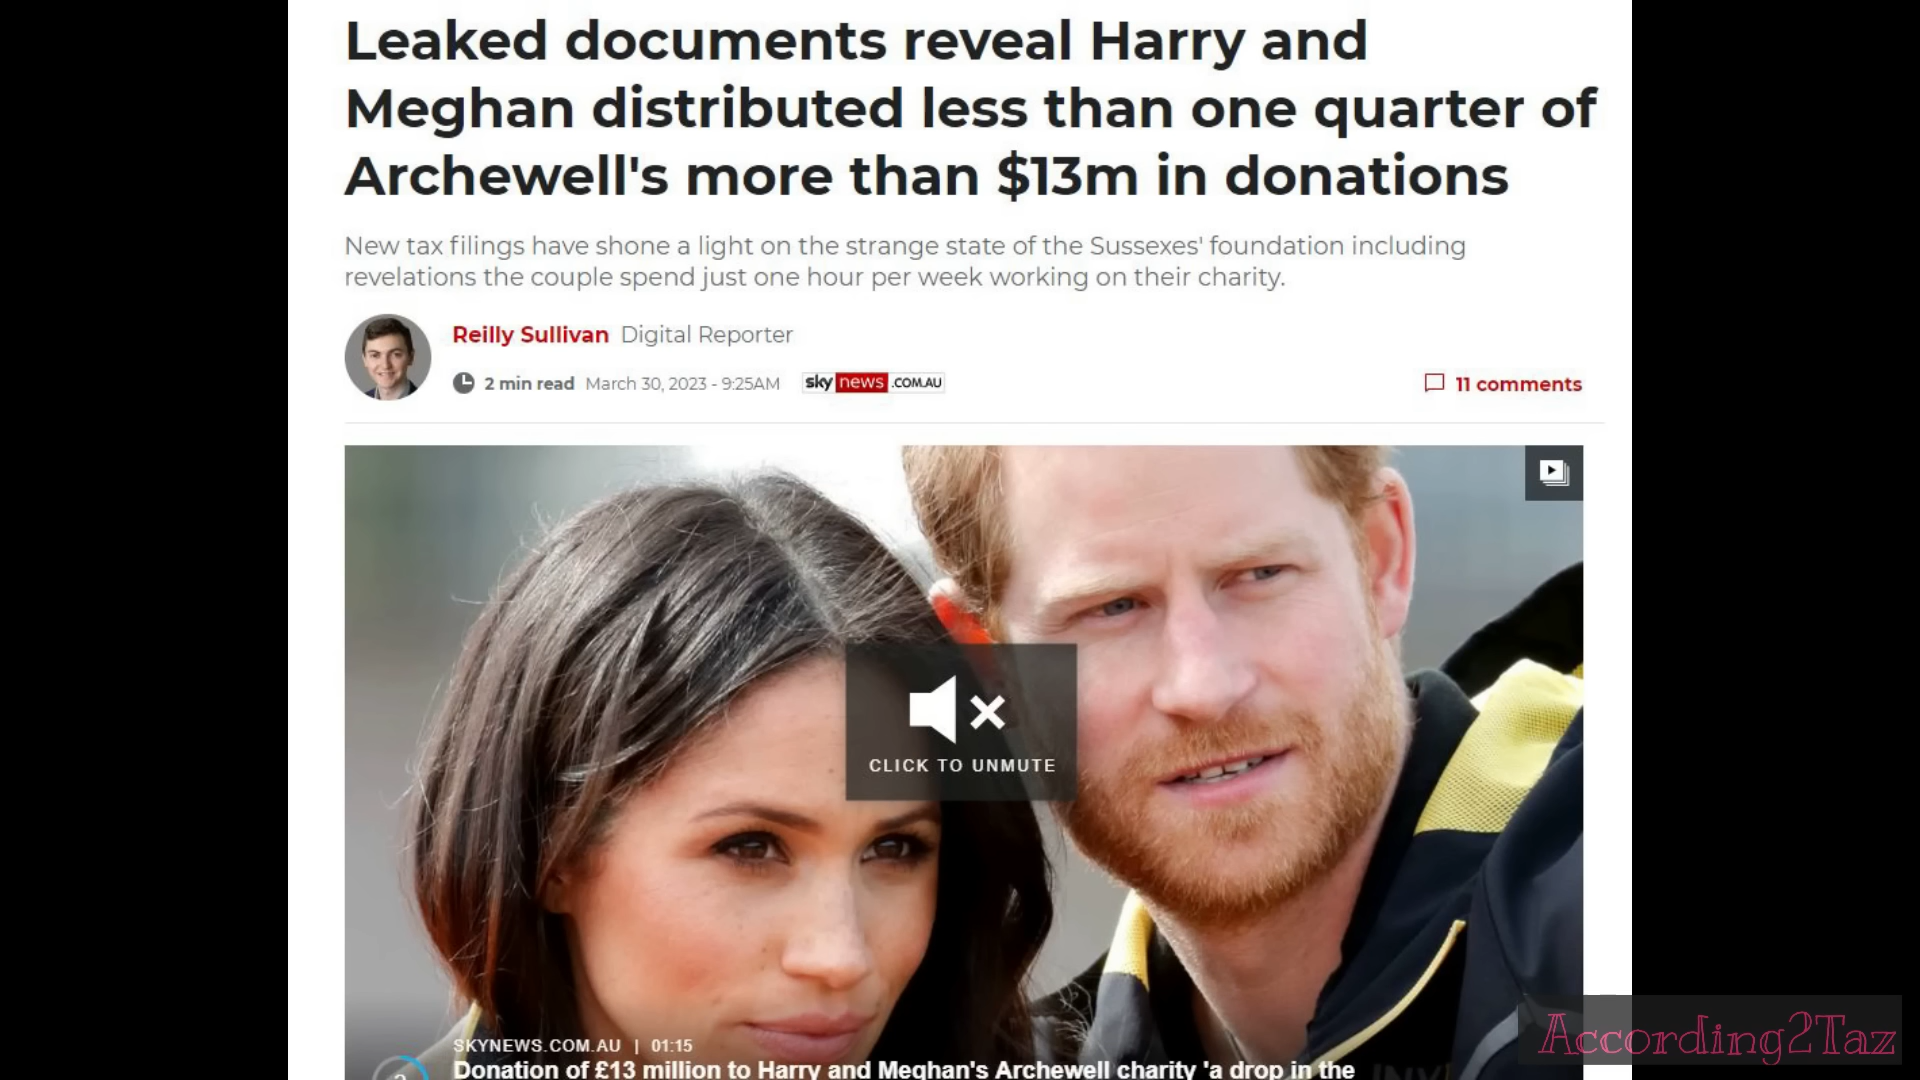 Leaked documents reveal Harry and
Meghan distributed less than one quarter of
Archewell's more than $13m in donations
New tax filings have shone a light on the strange state of the Sussexes' foundation including
revelations the couple spend just one hour per week working on their charity.
Reilly Sullivan Digital Reporter
2 min read March 30, 2023 - 9:25AM sky news .COM.AU 11 comments
CLICK TO UNMUTE
SKYNEWS.COM.AU | 01:15
Donation of £13 million to Harry and Meghan's Archewell charity 'a drop in the
According2Taz